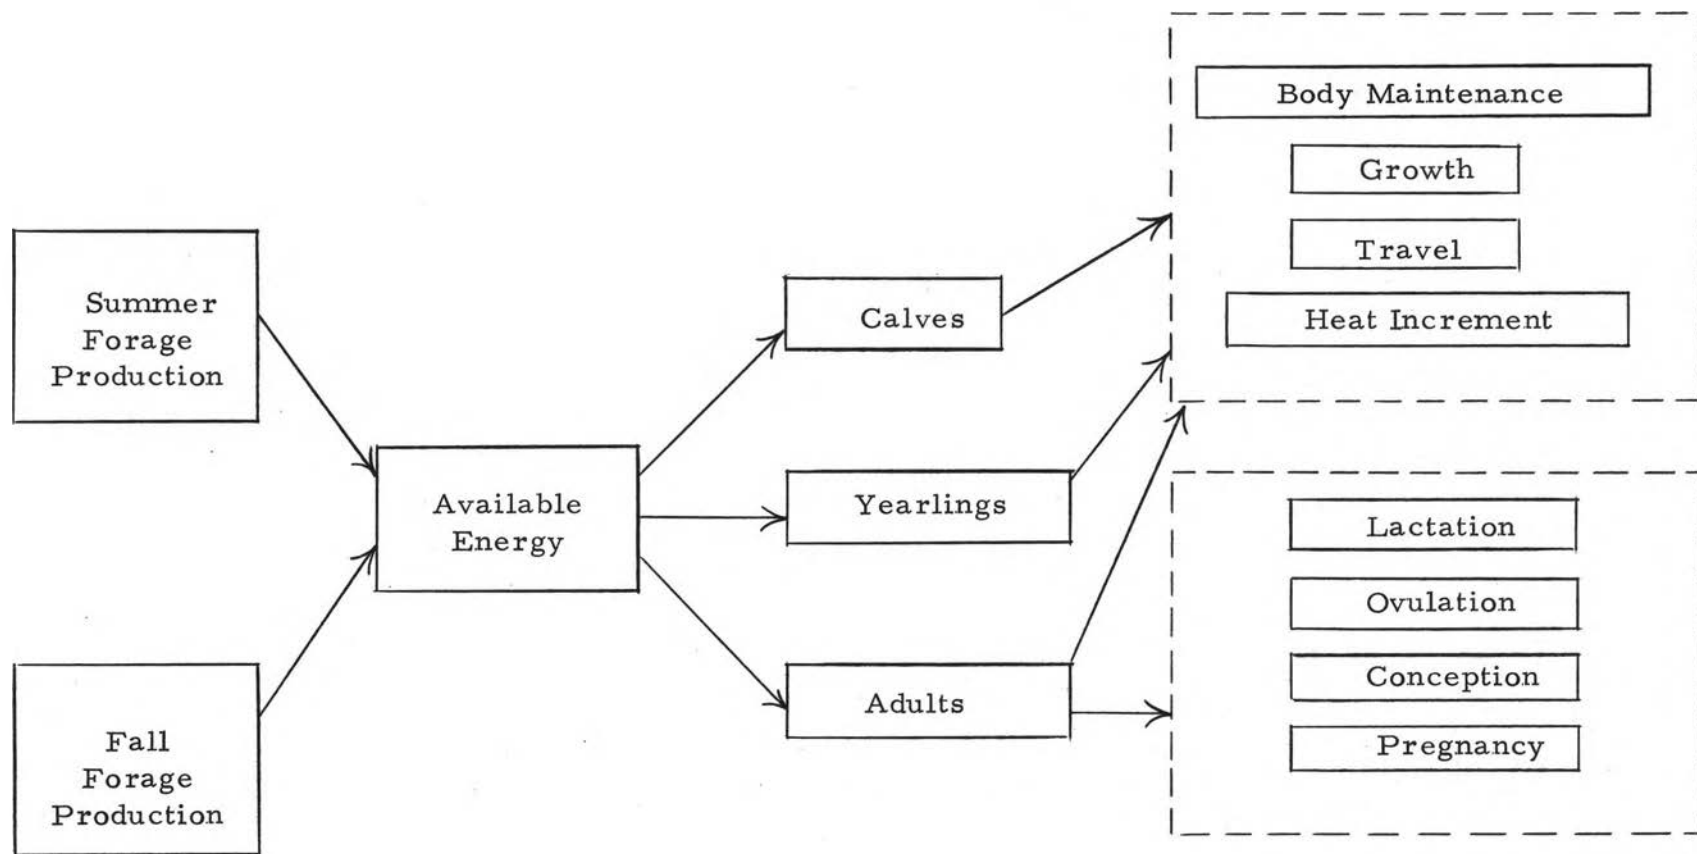 Summer
Forage
Production
Fall
Forage
Production
Available
Energy
Calves
Yearlings
Adults
Body Maintenance
Growth
Travel
Heat Increment
Lactation
Ovulation
Conception
Pregnancy